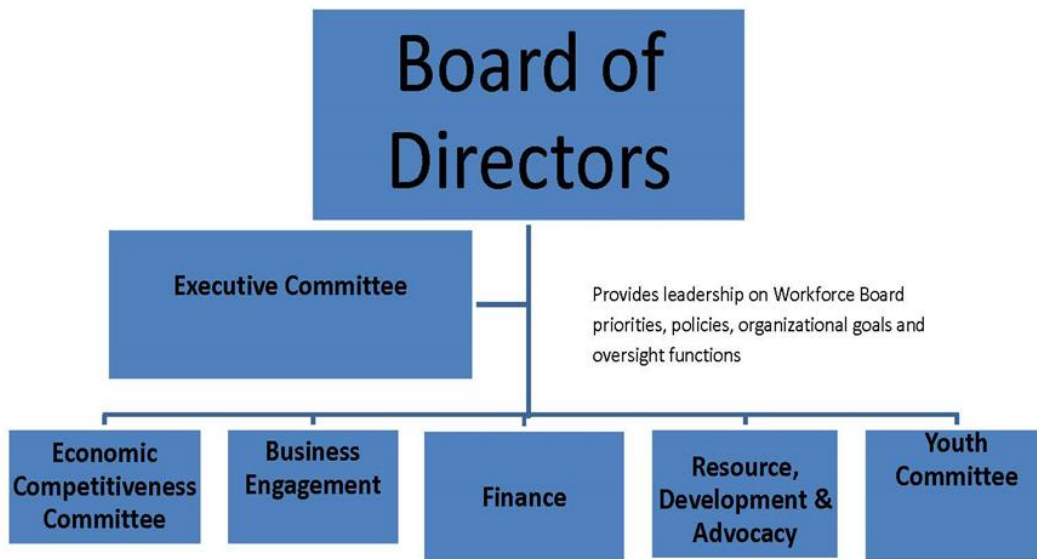 Board of
Directors
Executive Committee
Provides leadership on Workforce Board
priorities, policies, organizational goals and
oversight functions
Economic
Competitiveness
Committee
Business
Engagement
Finance
Resource,
Development &
Advocacy
Youth
Committee